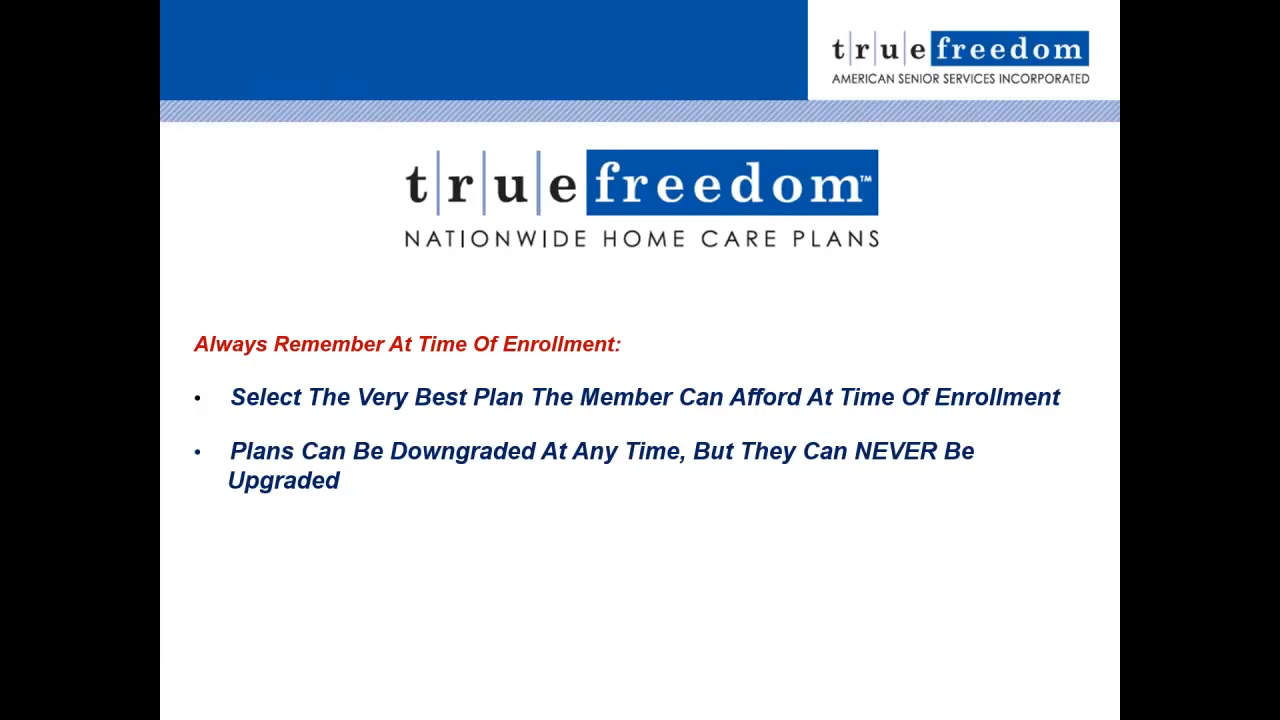 true freedom
AMERICAN SENIOR SERVICES INCORPORATED
true freedom™
NATIONWIDE HOME CARE PLANS
Always Remember At Time Of Enrollment:
• Select The Very Best Plan The Member Can Afford At Time Of Enrollment
• Plans Can Be Downgraded At Any Time, But They Can NEVER Be
Upgraded